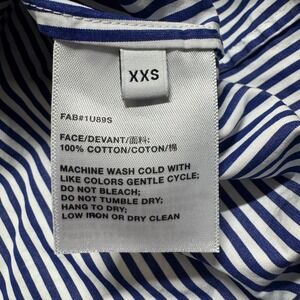 XXS
FAB#1U89S
FACE/DEVANT/面料:
100% COTTON/COTON/棉
MACHINE WASH COLD WITH
LIKE COLORS GENTLE CYCLE;
DO NOT BLEACH;
DO NOT TUMBLE DRY;
HANG TO DRY;
LOW IRON OR DRY CLEAN